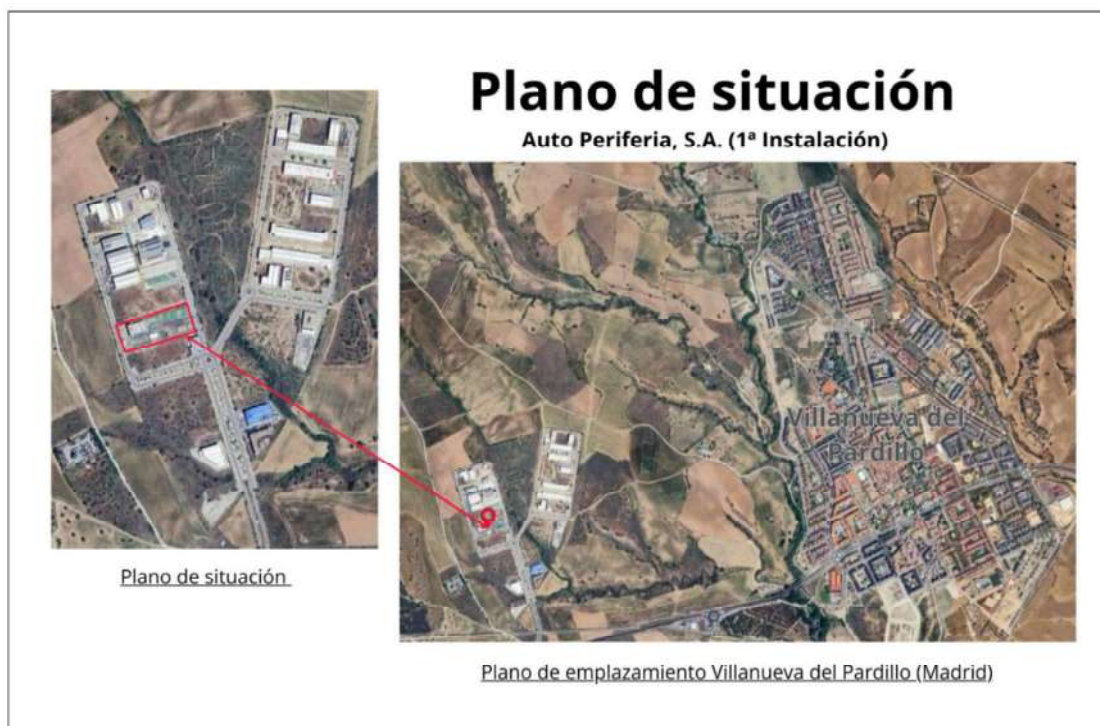 Plano de situación
Auto Periferia, S.A. (1ª Instalación)
Villanueva del
Pardillo
Plano de situación
Plano de emplazamiento Villanueva del Pardillo (Madrid)